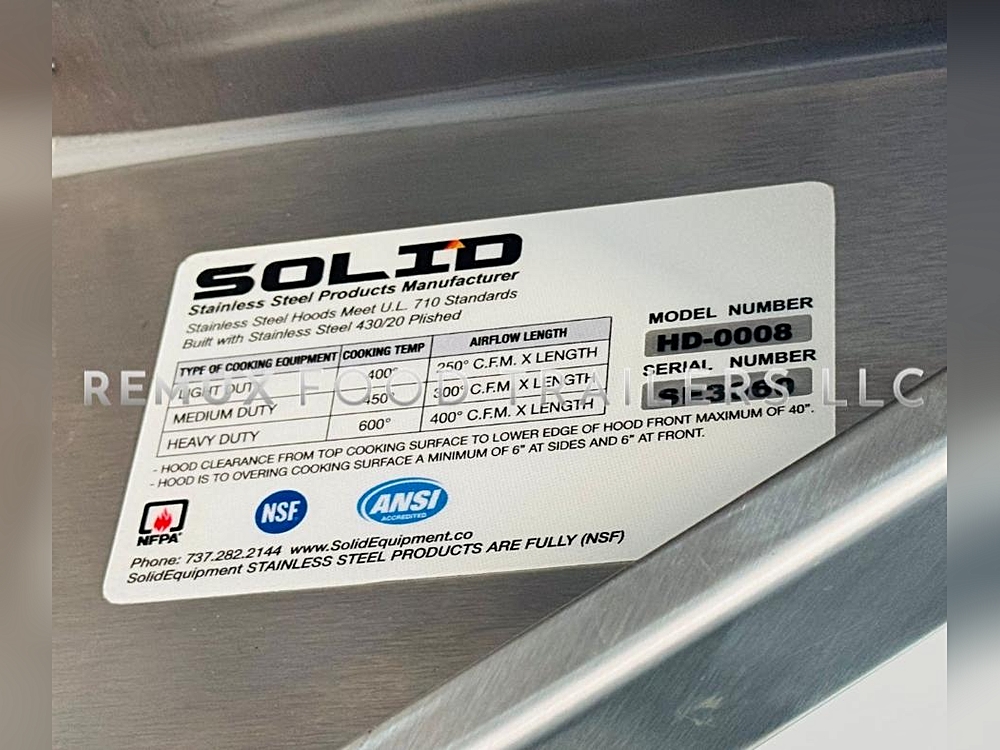 SOLID
Stainless Steel Products Manufacturer
Stainless Steel Hoods Meet U.L. 710 Standards
Built with Stainless Steel 430/20 Plished
TYPE OF COOKING EQUIPMENT COOKING TEMP AIRFLOW LENGTH
LIGHT DUTY 400° 250° C.F.M. X LENGTH
MEDIUM DUTY 450° 300° C.F.M. X LENGTH
HEAVY DUTY 600° 400° C.F.M. X LENGTH
- HOOD CLEARANCE FROM TOP COOKING SURFACE TO LOWER EDGE OF HOOD FRONT MAXIMUM OF 40".
- HOOD IS TO OVERING COOKING SURFACE A MINIMUM OF 6" AT SIDES AND 6" AT FRONT.
MODEL NUMBER
HD-0008
SERIAL NUMBER
REMUX FOOD TRAILERS LLC
NFPA
NSF
ANSI
ACCREDITED
Phone: 737.282.2144 www.SolidEquipment.co
SolidEquipment STAINLESS STEEL PRODUCTS ARE FULLY (NSF)